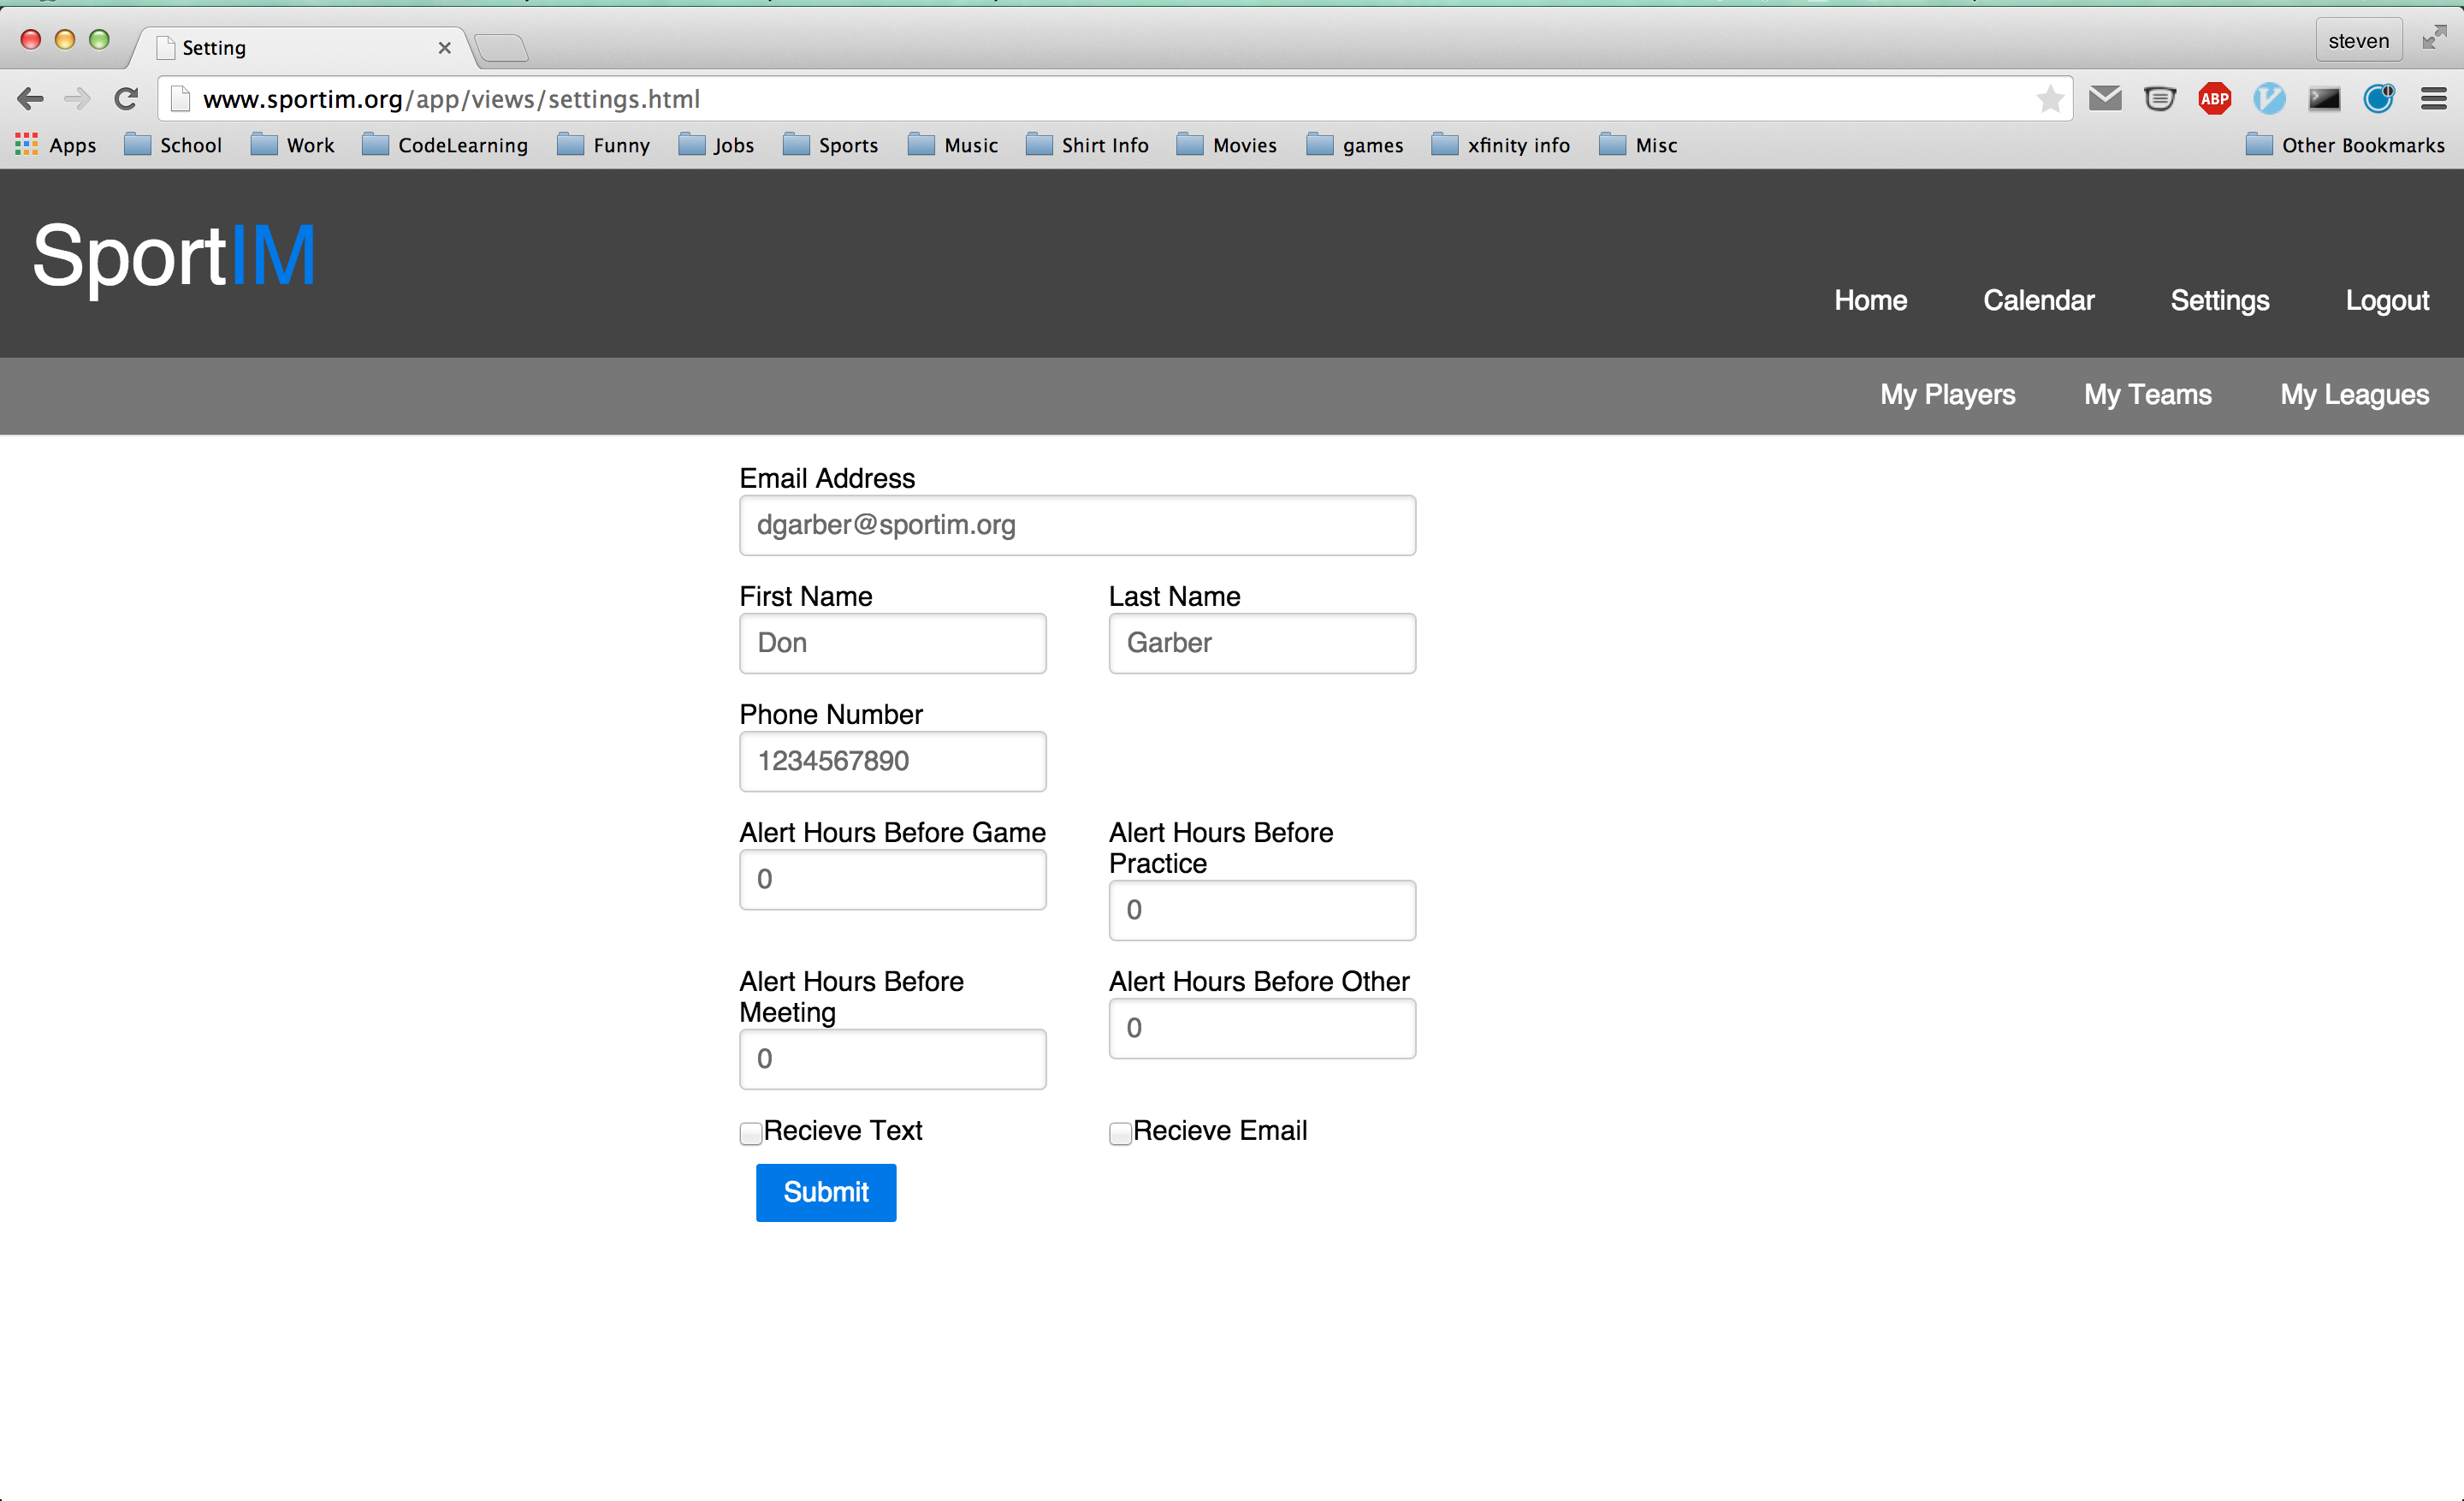 Setting
steven
www.sportim.org/app/views/settings.html
ABP
Apps School Work CodeLearning Funny Jobs Sports Music Shirt Info Movies games xfinity info Misc Other Bookmarks
SportIM
Home Calendar Settings Logout
My Players My Teams My Leagues
Email Address
dgarber@sportim.org
First Name Last Name
Don Garber
Phone Number
1234567890
Alert Hours Before Game Alert Hours Before
Practice
0
0
Alert Hours Before Alert Hours Before Other
Meeting
0
0
Recieve Text Recieve Email
Submit